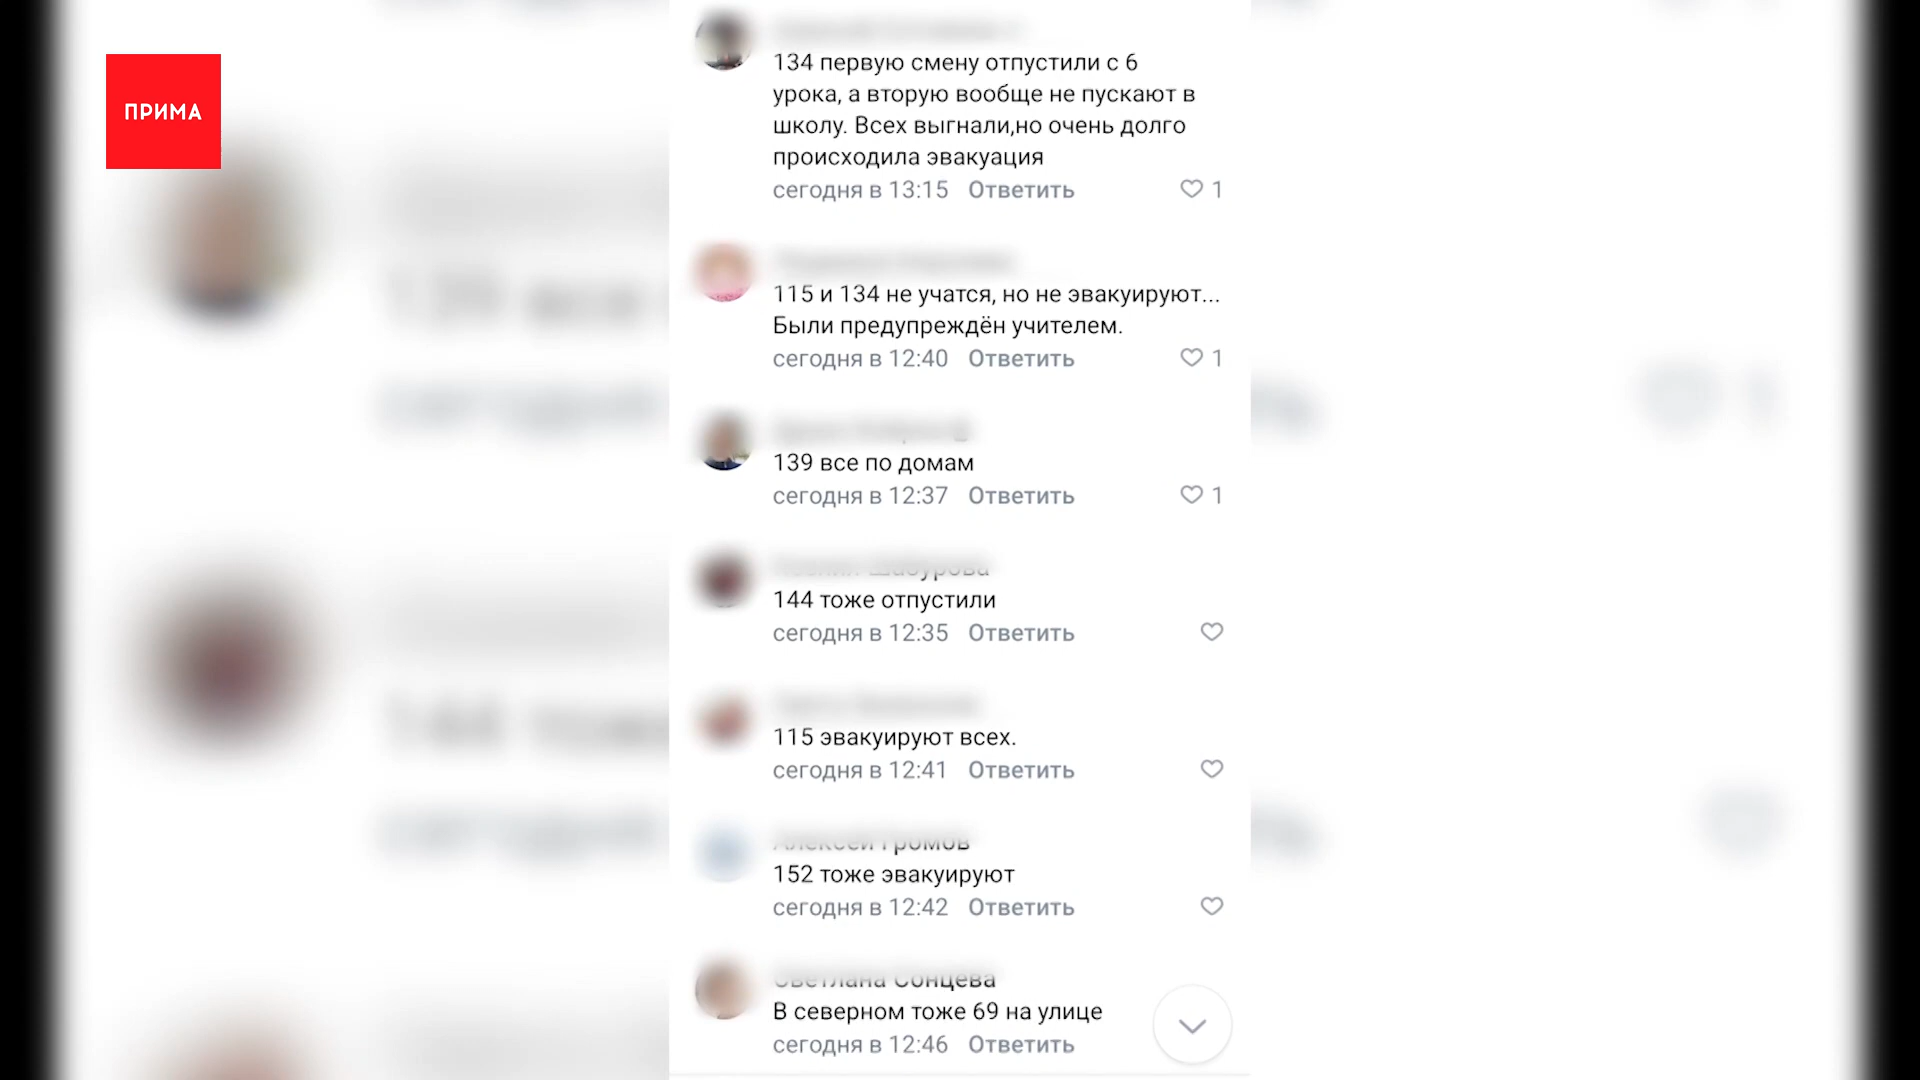 ПРИМА
134 первую смену отпустили с 6
урока, а вторую вообще не пускают в
школу. Всех выгнали,но очень долго
происходила эвакуация
сегодня в 13:15 Ответить 1
115 и 134 не учатся, но не эвакуируют...
Были предупреждён учителем.
сегодня в 12:40 Ответить 1
139 все по домам
сегодня в 12:37 Ответить 1
144 тоже отпустили
сегодня в 12:35 Ответить
115 эвакуируют всех.
сегодня в 12:41 Ответить
152 тоже эвакуируют
сегодня в 12:42 Ответить
В северном тоже 69 на улице
сегодня в 12:46 Ответить